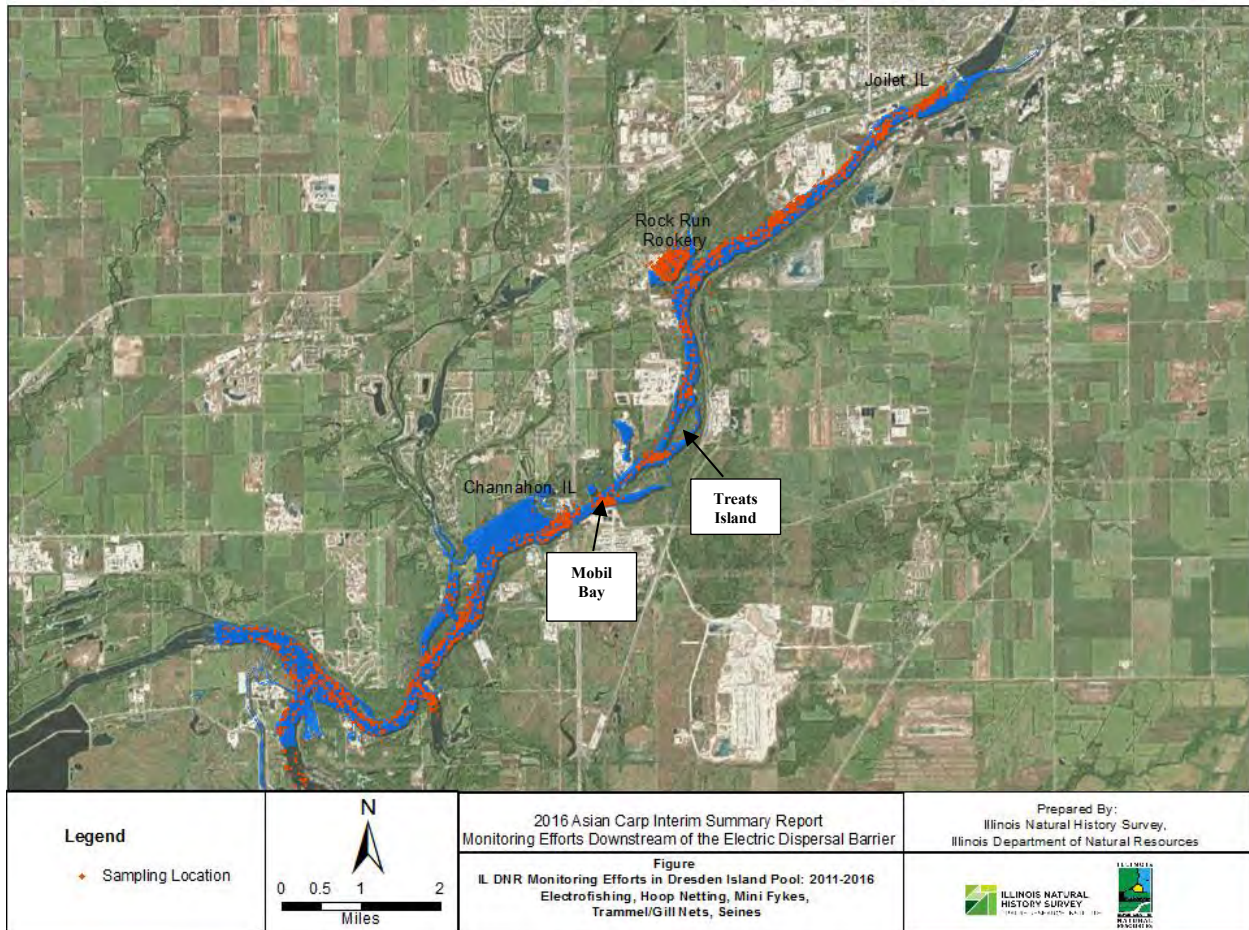 Joilet, IL
Rock Run
Rookery
Channahon, IL
Treats
Island
Mobil
Bay
Legend
Sampling Location
N
0 0.5 1 2
Miles
2016 Asian Carp Interim Summary Report
Monitoring Efforts Downstream of the Electric Dispersal Barrier
Figure
IL DNR Monitoring Efforts in Dresden Island Pool: 2011-2016
Electrofishing, Hoop Netting, Mini Fykes,
Trammel/Gill Nets, Seines
Prepared By:
Illinois Natural History Survey,
Illinois Department of Natural Resources
ILLINOIS NATURAL
HISTORY SURVEY
ILLINOIS
NATURAL
RESOURCES